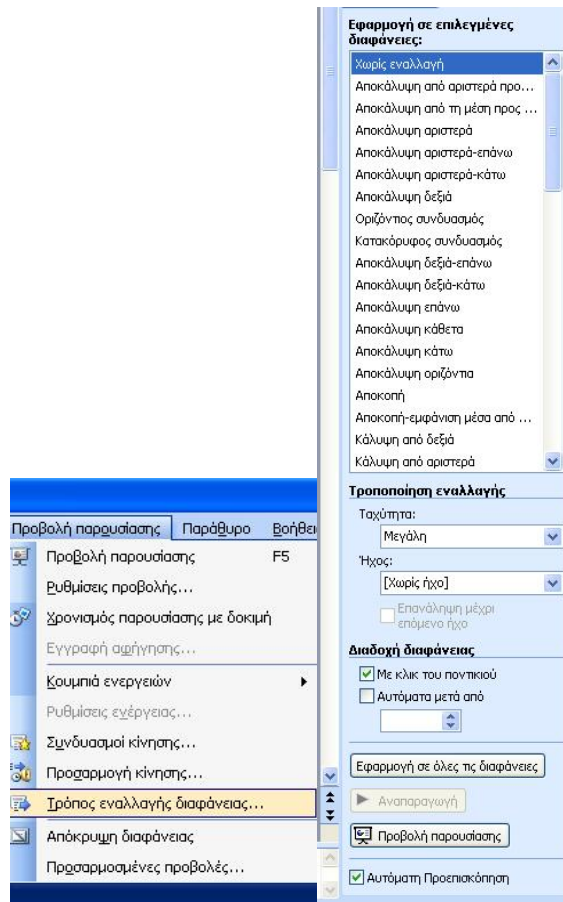 Προβολή παρουσίασης Παράθυρο Βοήθει
Προβολή παρουσίασης F5
Ρυθμίσεις προβολής...
Χρονισμός παρουσίασης με δοκιμή
Εγγραφή αφήγησης...
Κουμπιά ενεργειών
Ρυθμίσεις ενέργειας...
Συνδυασμοί κίνησης...
Προσαρμογή κίνησης...
Τρόπος εναλλαγής διαφάνειας...
Απόκρυψη διαφάνειας
Προσαρμοσμένες προβολές...
Εφαρμογή σε επιλεγμένες
διαφάνειες:
Χωρίς εναλλαγή
Αποκάλυψη από αριστερά προ...
Αποκάλυψη από τη μέση προς ...
Αποκάλυψη αριστερά
Αποκάλυψη αριστερά-επάνω
Αποκάλυψη αριστερά-κάτω
Αποκάλυψη δεξιά
Οριζόντιος συνδυασμός
Κατακόρυφος συνδυασμός
Αποκάλυψη δεξιά-επάνω
Αποκάλυψη δεξιά-κάτω
Αποκάλυψη επάνω
Αποκάλυψη κάθετα
Αποκάλυψη κάτω
Αποκάλυψη οριζόντια
Αποκοπή
Αποκοπή-εμφάνιση μέσα από ...
Κάλυψη από δεξιά
Κάλυψη από αριστερά
Τροποποίηση εναλλαγής
Ταχύτητα:
Μεγάλη
Ήχος:
[Χωρίς ήχο]
Επανάληψη μέχρι
επόμενο ήχο
Διαδοχή διαφάνειας
Με κλικ του ποντικιού
Αυτόματα μετά από
Εφαρμογή σε όλες τις διαφάνειες
Αναπαραγωγή
Προβολή παρουσίασης
Αυτόματη Προεπισκόπηση